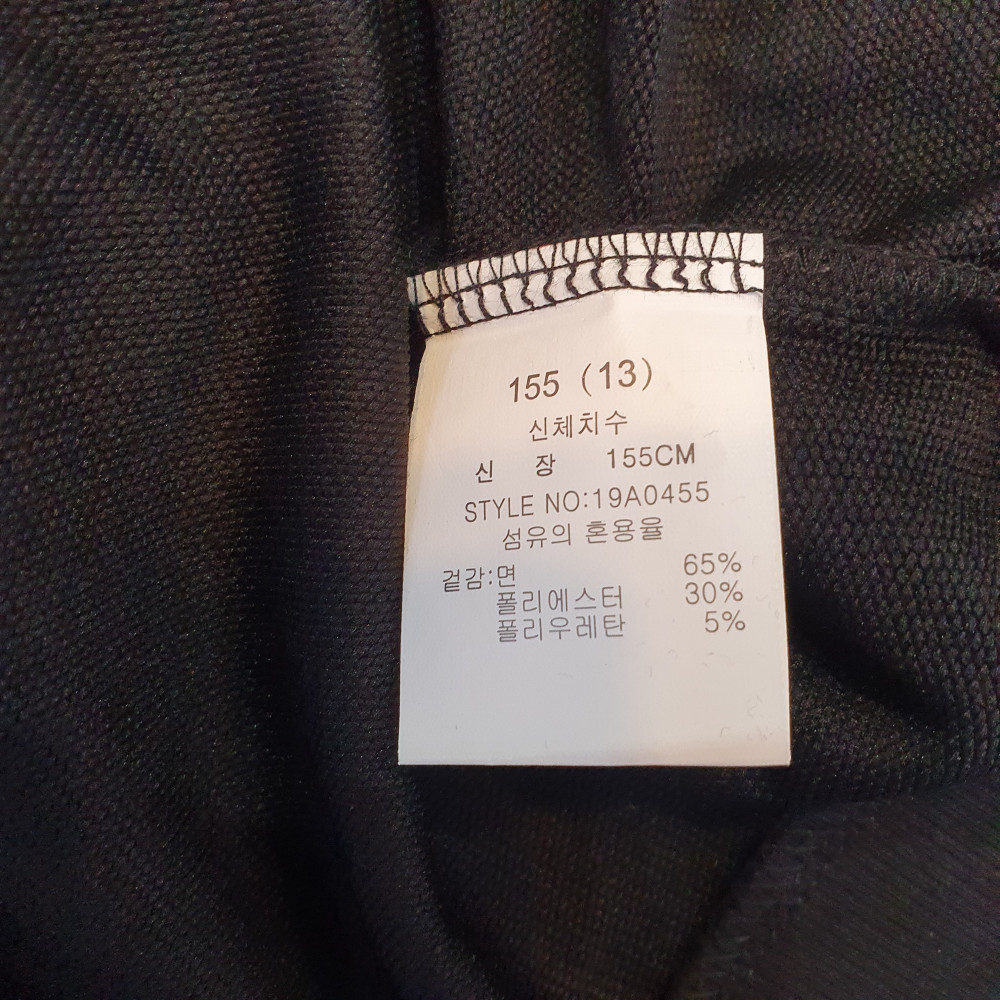 155 (13)
신체치수
신 장 155CM
STYLE NO:19A0455
섬유의 혼용율
겉감:면 65%
폴리에스터 30%
폴리우레탄 5%